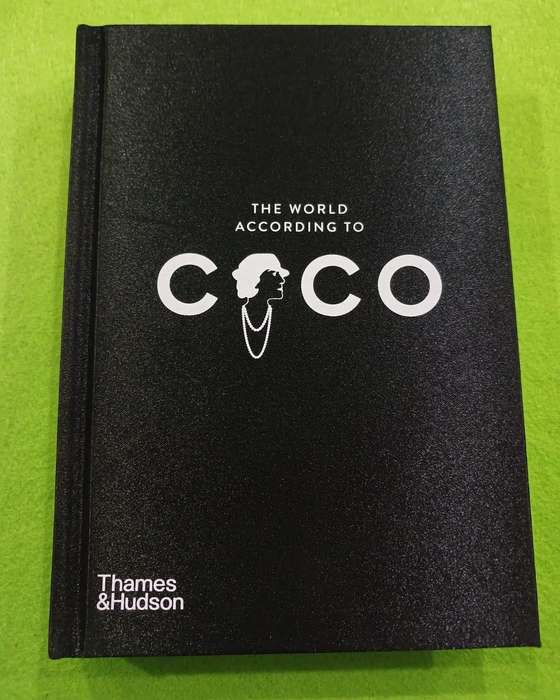 THE WORLD
ACCORDING TO
COCO
Thames
&Hudson